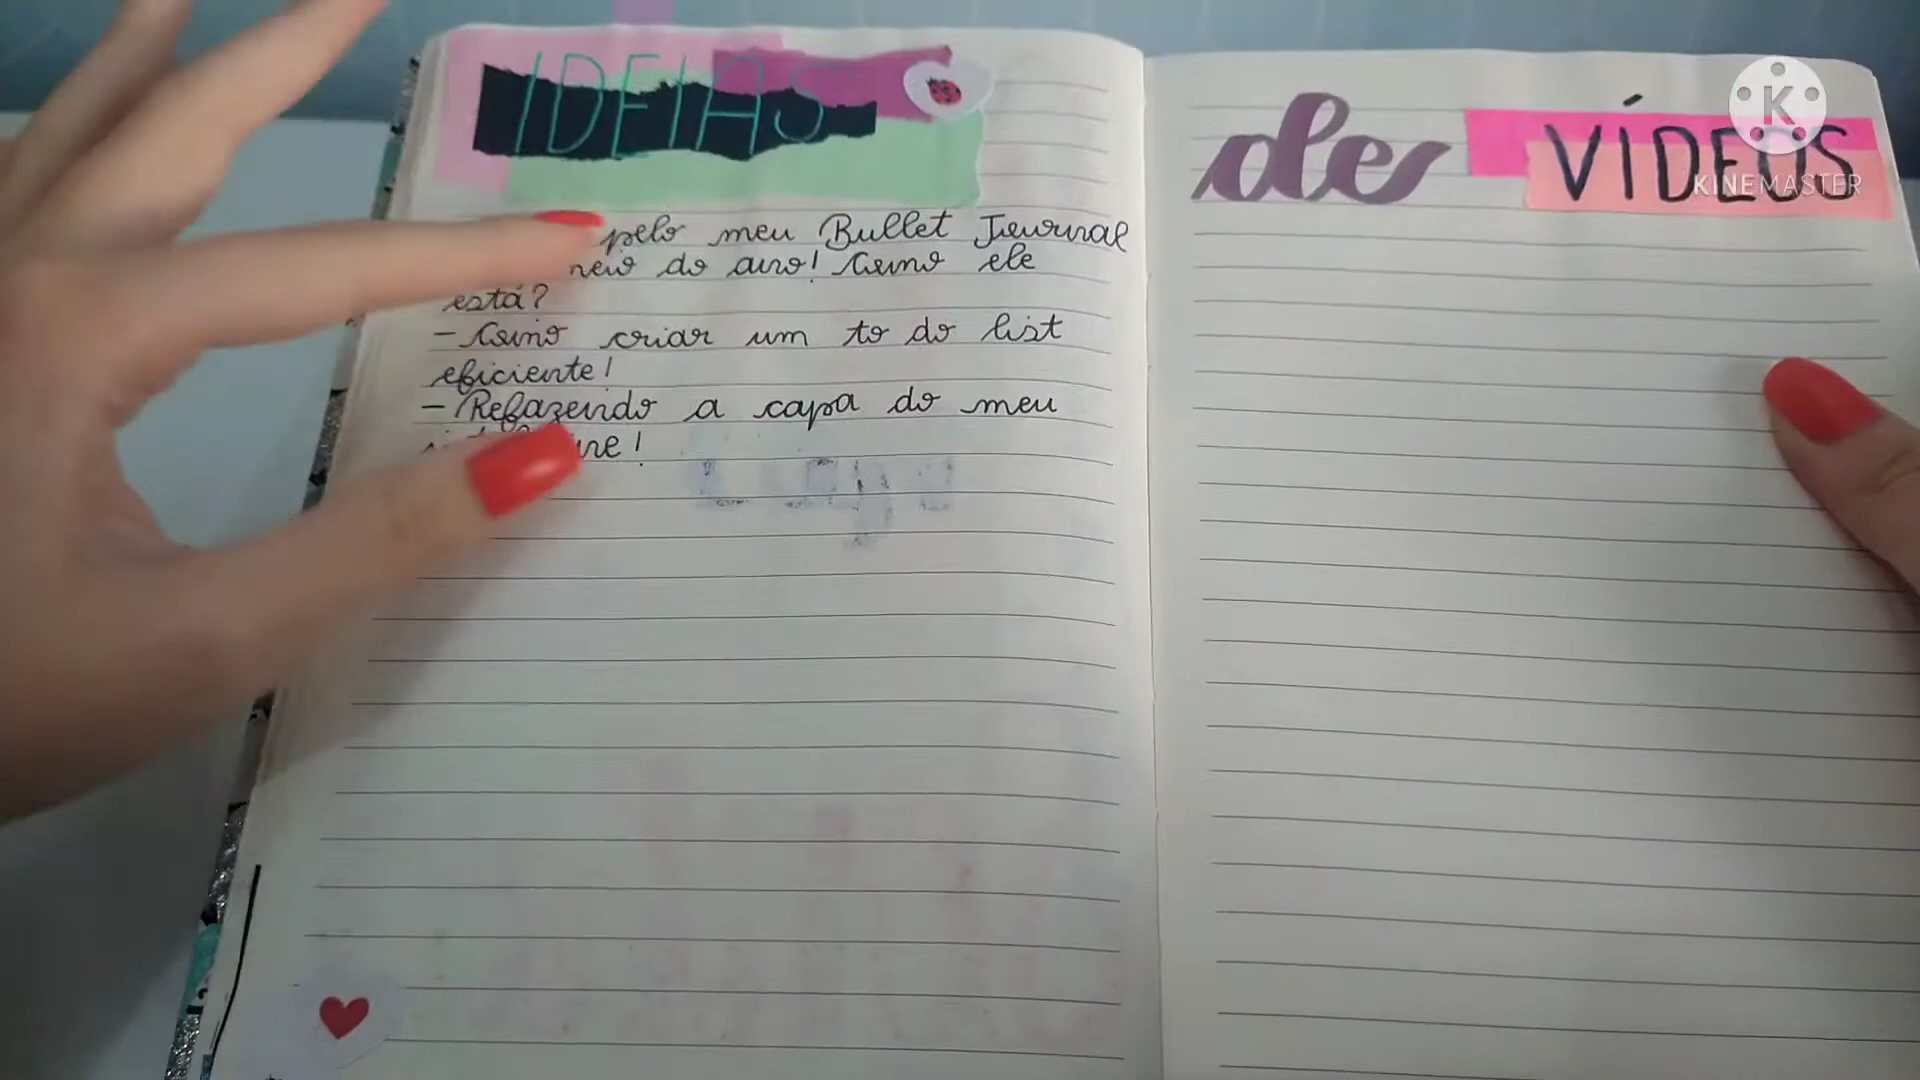 IDEIAS
de VÍDEOS
KINEMASTER
pelo meu Bullet Journal
do ano! Como ele
está?
- Como criar um to do list
eficiente!
- Refazendo a capa do meu